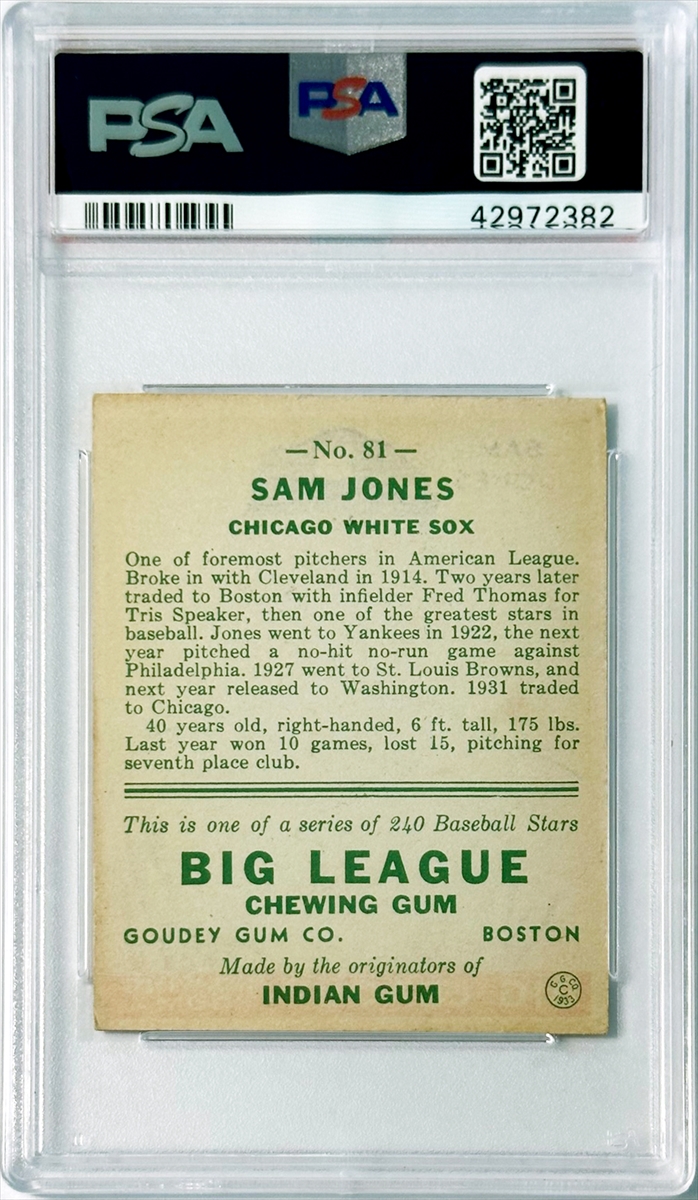 PSA
PSA
42972382
— No. 81 —
SAM JONES
CHICAGO WHITE SOX
One of foremost pitchers in American League.
Broke in with Cleveland in 1914. Two years later
traded to Boston with infielder Fred Thomas for
Tris Speaker, then one of the greatest stars in
baseball. Jones went to Yankees in 1922, the next
year pitched a no-hit no-run game against
Philadelphia. 1927 went to St. Louis Browns, and
next year released to Washington. 1931 traded
to Chicago.
40 years old, right-handed, 6 ft. tall, 175 lbs.
Last year won 10 games, lost 15, pitching for
seventh place club.
This is one of a series of 240 Baseball Stars
BIG LEAGUE
CHEWING GUM
GOUDEY GUM CO. BOSTON
Made by the originators of
INDIAN GUM
G G CO
C
1933